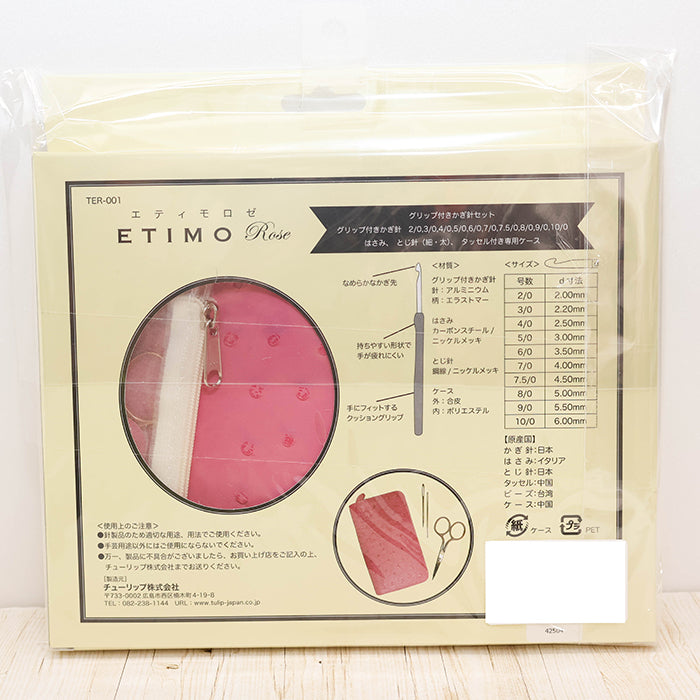 TER-001
エティモロゼ
ETIMO Rose
グリップ付きかぎ針セット
グリップ付きかぎ針 2/0,3/0,4/0,5/0,6/0,7/0,7.5/0,8/0,9/0,10/0
はさみ、とじ針（細・太）、タッセル付き専用ケース
なめらかなかぎ先
持ちやすい形状で
手が疲れにくい
手にフィットする
クッショングリップ
＜材質＞
グリップ付きかぎ針
針：アルミニウム
柄：エラストマー
はさみ
カーボンスチール/
ニッケルメッキ
とじ針
鋼線/ニッケルメッキ
ケース
外：合皮
内：ポリエステル
＜サイズ＞ d
号数 d寸法
2/0 2.00mm
3/0 2.20mm
4/0 2.50mm
5/0 3.00mm
6/0 3.50mm
7/0 4.00mm
7.5/0 4.50mm
8/0 5.00mm
9/0 5.50mm
10/0 6.00mm
【原産国】
かぎ針：日本
はさみ：イタリア
とじ針：日本
タッセル：中国
ビーズ：台湾
ケース：中国
紙 ケース プラ PET
＜使用上のご注意＞
●針製品のため適切な用途、用法でご使用ください。
●手芸用途以外にはご使用にならないでください。
●万一、製品に不具合がございましたら、お買い上げ店をご記入の上、
チューリップ株式会社までお送りください。
[製造元]
チューリップ株式会社
〒733-0002 広島市西区楠木町4-19-8
TEL：082-238-1144 URL：www.tulip-japan.co.jp